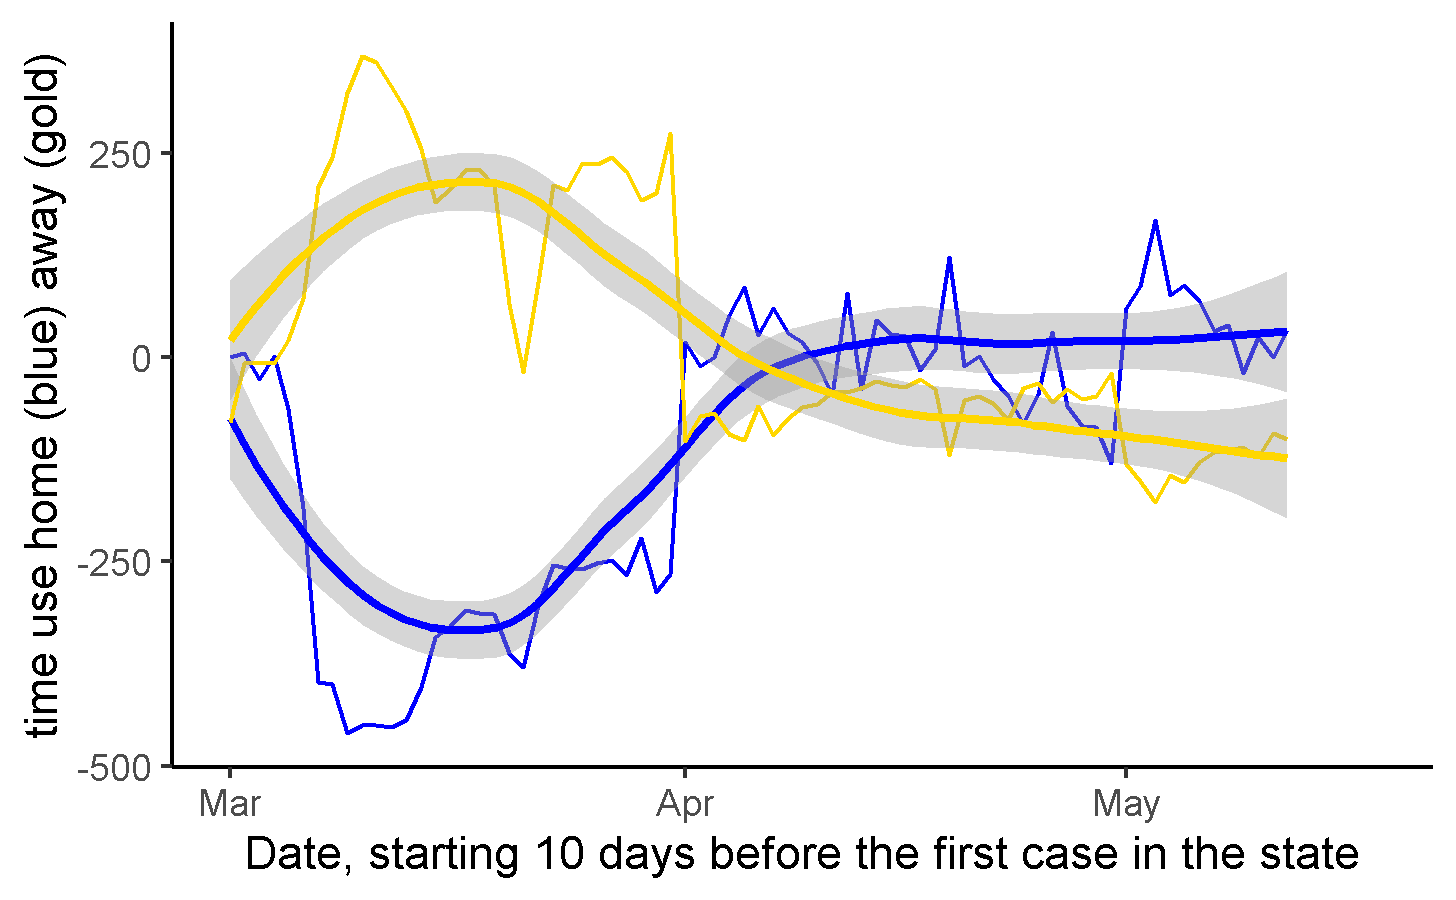 time use home (blue) away (gold)
250
0
-250
-500
Mar
Apr
May
Date, starting 10 days before the first case in the state